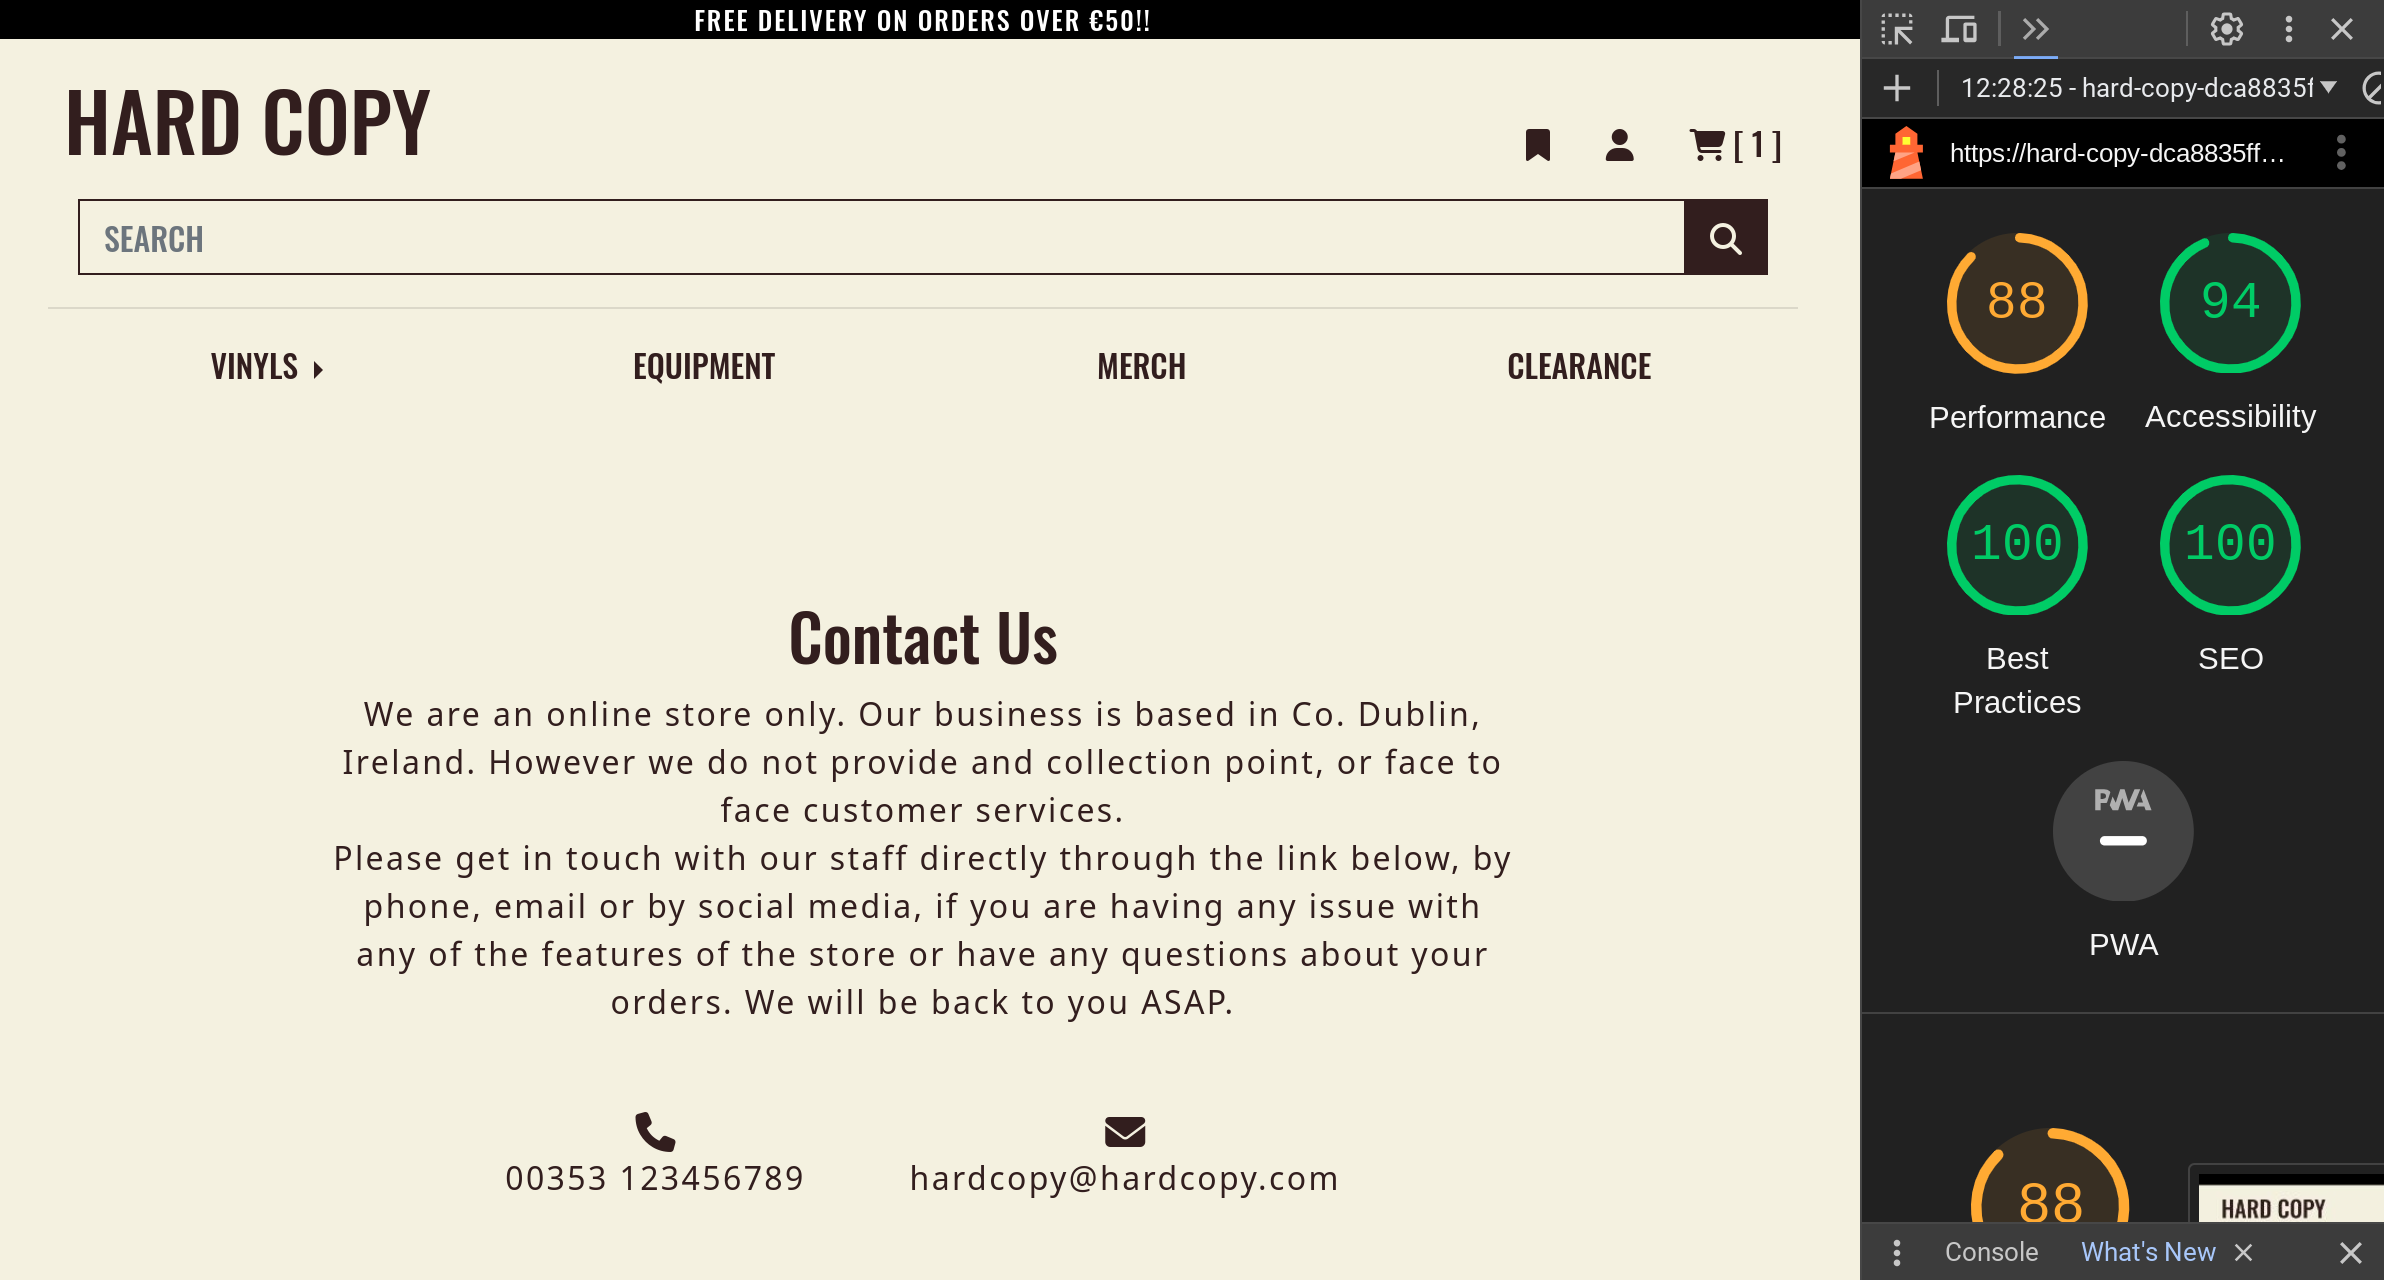 FREE DELIVERY ON ORDERS OVER €50!!
HARD COPY
[ 1 ]
SEARCH
VINYLS
EQUIPMENT
MERCH
CLEARANCE
Contact Us
We are an online store only. Our business is based in Co. Dublin,
Ireland. However we do not provide and collection point, or face to
face customer services.
Please get in touch with our staff directly through the link below, by
phone, email or by social media, if you are having any issue with
any of the features of the store or have any questions about your
orders. We will be back to you ASAP.
00353 123456789
hardcopy@hardcopy.com
12:28:25 - hard-copy-dca8835f
https://hard-copy-dca8835ff...
88
Performance
94
Accessibility
100
Best
Practices
100
SEO
PWA
PWA
88
HARD COPY
Console
What's New